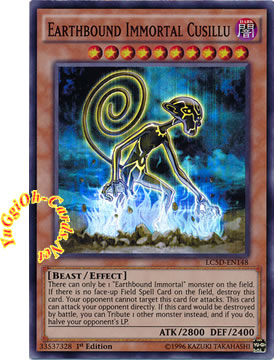 EARTHBOUND IMMORTAL CUSILLU
DARK
闇
YuGgiOh-Cards.Net
LC5D-EN148
[BEAST / EFFECT]
There can only be 1 "Earthbound Immortal" monster on the field.
If there is no face-up Field Spell Card on the field, destroy this
card. Your opponent cannot target this card for attacks. This card
can attack your opponent directly. If this card would be destroyed
by battle, you can Tribute 1 other monster instead, and if you do,
halve your opponent's LP.
ATK/2800 DEF/2400
33537328 1st Edition ©1996 KAZUKI TAKAHASHI